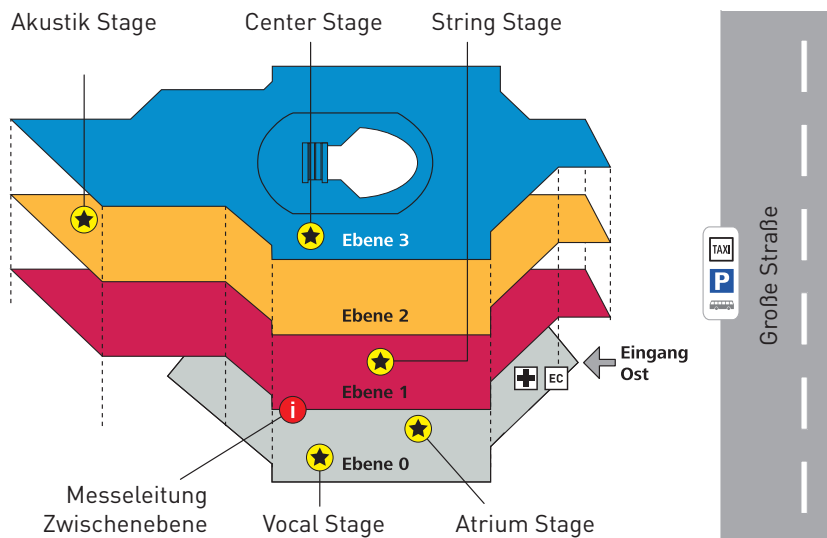 Akustik Stage
Center Stage
String Stage
Ebene 3
Ebene 2
Ebene 1
Ebene 0
i
Eingang
Ost
EC
TAXI
P
Große Straße
Messeleitung
Zwischenebene
Vocal Stage
Atrium Stage